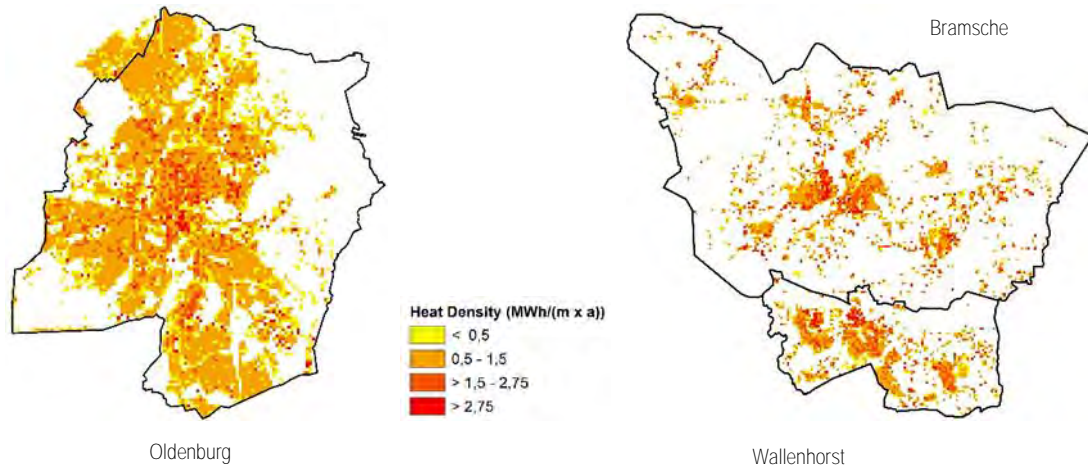 Bramsche
Heat Density (MWh/(m x a))
< 0,5
0,5 - 1,5
> 1,5 - 2,75
> 2,75
Oldenburg
Wallenhorst